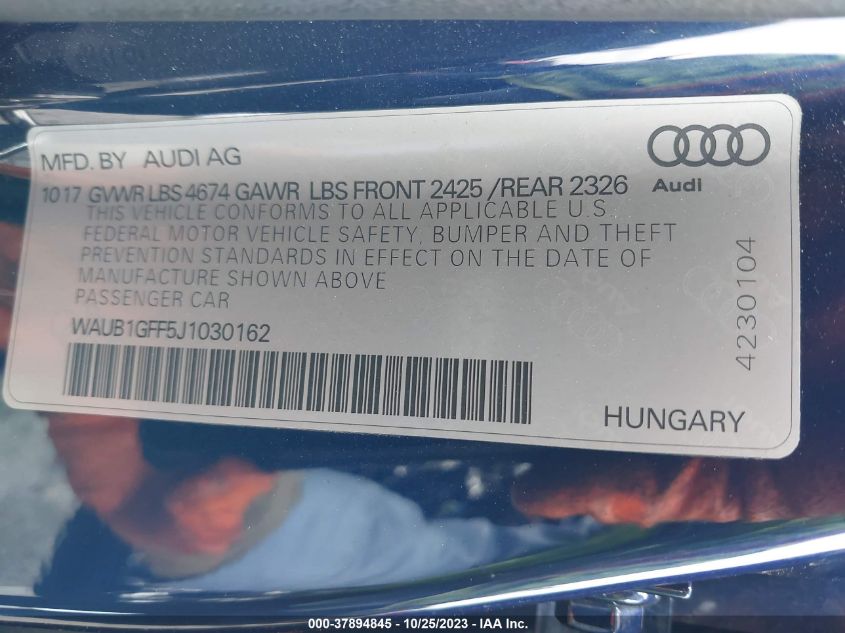 MFD. BY AUDI AG
Audi
10 17 GVWR LBS 4674 GAWR LBS FRONT 2425 /REAR 2326
THIS VEHICLE CONFORMS TO ALL APPLICABLE U.S.
FEDERAL MOTOR VEHICLE SAFETY, BUMPER AND THEFT
PREVENTION STANDARDS IN EFFECT ON THE DATE OF
MANUFACTURE SHOWN ABOVE
PASSENGER CAR
WAUB1GFF5J1030162
4230104
HUNGARY
000-37894845 - 10/25/2023 - IAA Inc.